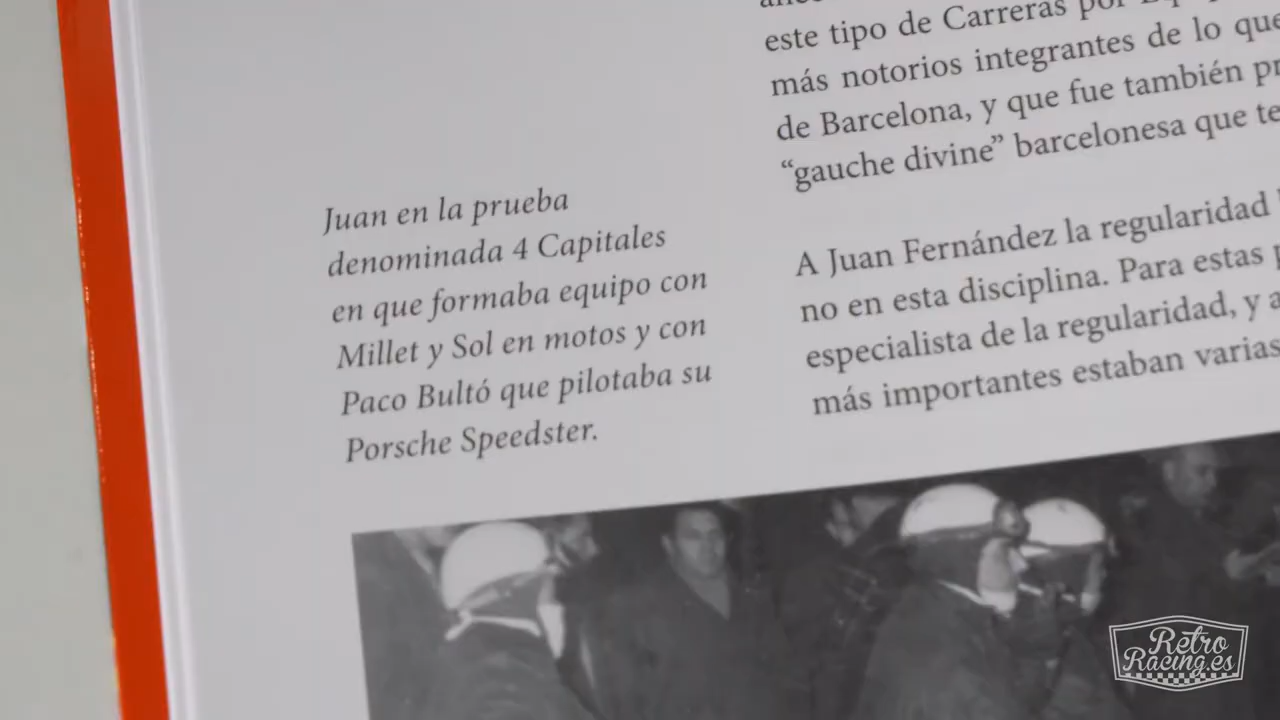 Juan en la prueba
denominada 4 Capitales
en que formaba equipo con
Millet y Sol en motos y con
Paco Bultó que pilotaba su
Porsche Speedster.
este tipo de Carreras por
más notorios integrantes de lo que
de Barcelona, y que fue también
“gauche divine” barcelonesa que
A Juan Fernández la regularidad
no en esta disciplina. Para estas
especialista de la regularidad, y
más importantes estaban varias
Retro
Racing.es